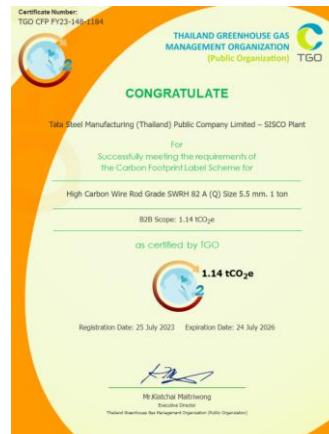 Certificate Number:
TGO CFP FY23-148-1184
THAILAND GREENHOUSE GAS
MANAGEMENT ORGANIZATION
(Public Organization)
TGO
CONGRATULATE
Tata Steel Manufacturing (Thailand) Public Company Limited – SISCO Plant
For
Successfully meeting the requirements of
the Carbon Footprint Label Scheme for
High Carbon Wire Rod Grade SWRH 82 A (Q) Size 5.5 mm. 1 ton
B2B Scope: 1.14 tCO2e
as certified by TGO
1.14 tCO2e
2
Registration Date: 25 July 2023 Expiration Date: 24 July 2026
Mr.Kiatchai Maitriwong
Executive Director
Thailand Greenhouse Gas Management Organization (Public Organization)